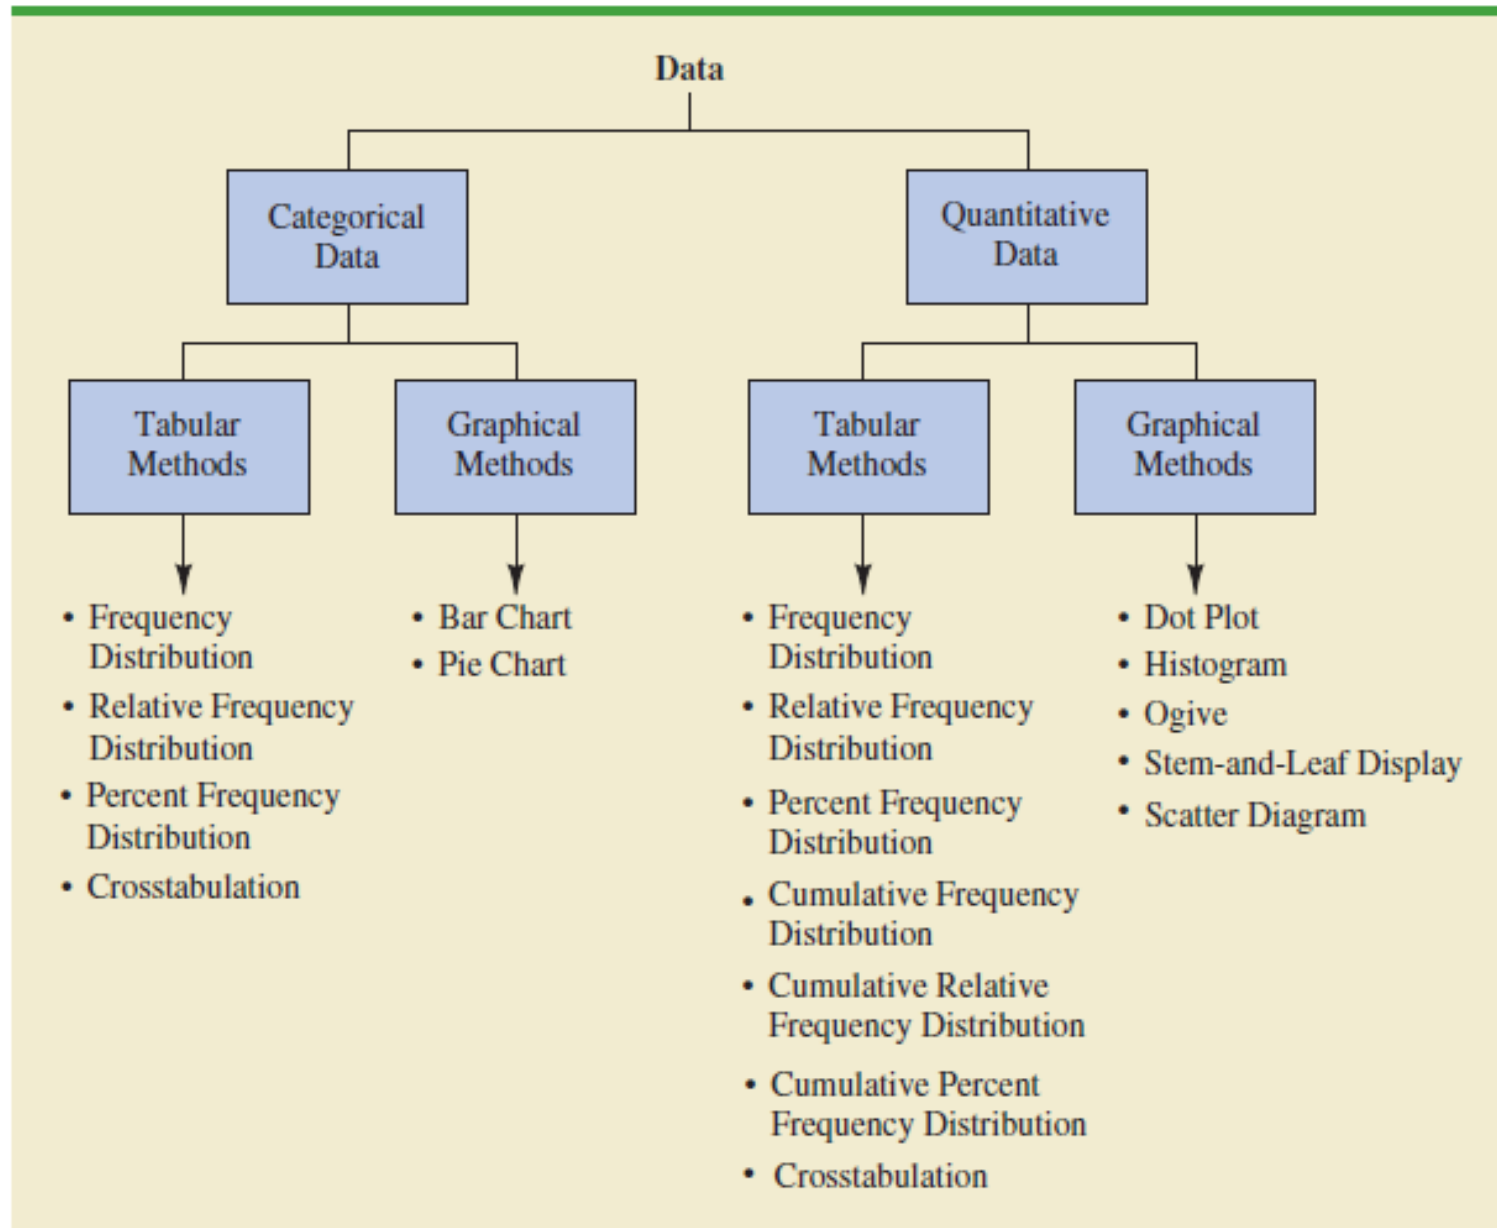 Data
Categorical
Data
Quantitative
Data
Tabular
Methods
Graphical
Methods
Tabular
Methods
Graphical
Methods
• Frequency
Distribution
• Relative Frequency
Distribution
• Percent Frequency
Distribution
• Crosstabulation
• Bar Chart
• Pie Chart
• Frequency
Distribution
• Relative Frequency
Distribution
• Percent Frequency
Distribution
• Cumulative Frequency
Distribution
• Cumulative Relative
Frequency Distribution
• Cumulative Percent
Frequency Distribution
• Crosstabulation
• Dot Plot
• Histogram
• Ogive
• Stem-and-Leaf Display
• Scatter Diagram